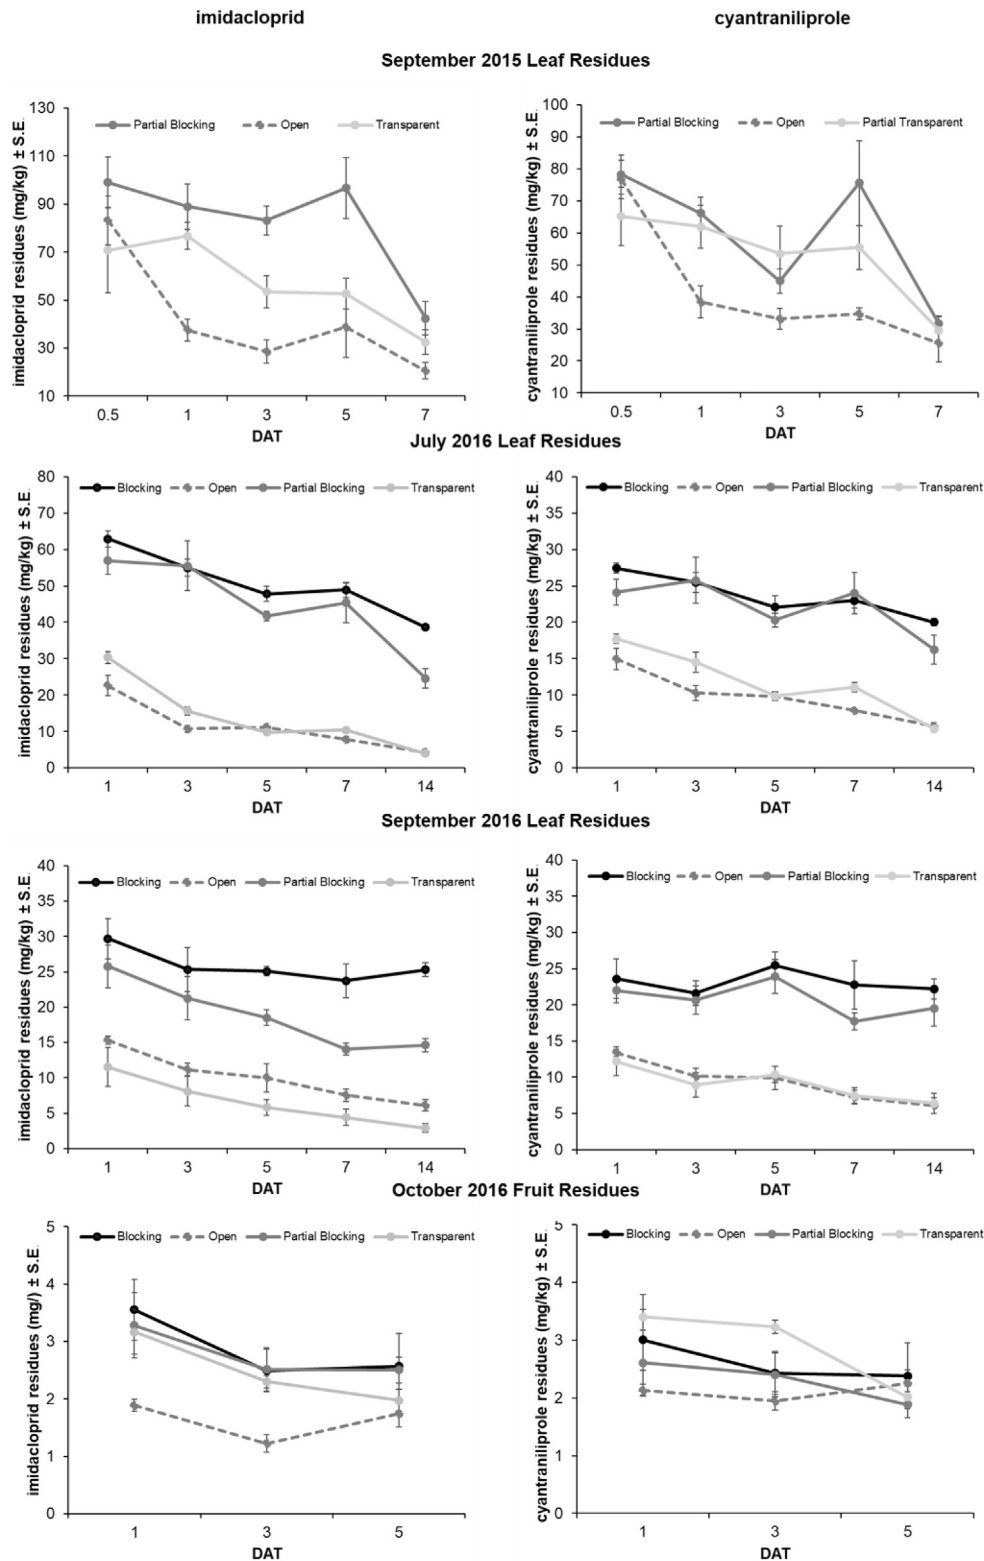 imidacloprid
cyantraniliprole
September 2015 Leaf Residues
imidacloprid residues (mg/kg) ± S.E.
130
110
90
70
50
30
10
Partial Blocking Open Transparent
0.5 1 3 5 7
DAT
cyantraniliprole residues (mg/kg) ± S.E.
100
90
80
70
60
50
40
30
20
10
Partial Blocking Open Partial Transparent
0.5 1 3 5 7
DAT
July 2016 Leaf Residues
imidacloprid residues (mg/kg) ± S.E.
80
70
60
50
40
30
20
10
0
Blocking Open Partial Blocking Transparent
1 3 5 7 14
DAT
cyantraniliprole residues (mg/kg) ± S.E.
40
35
30
25
20
15
10
5
0
Blocking Open Partial Blocking Transparent
1 3 5 7 14
DAT
September 2016 Leaf Residues
imidacloprid residues (mg/kg) ± S.E.
40
35
30
25
20
15
10
5
0
Blocking Open Partial Blocking Transparent
1 3 5 7 14
DAT
cyantraniliprole residues (mg/kg) ± S.E.
40
35
30
25
20
15
10
5
0
Blocking Open Partial Blocking Transparent
1 3 5 7 14
DAT
October 2016 Fruit Residues
imidacloprid residues (mg/) ± S.E.
5
4
3
2
1
0
Blocking Open Partial Blocking Transparent
1 3 5
DAT
cyantraniliprole residues (mg/kg) ± S.E.
5
4
3
2
1
0
Blocking Open Partial Blocking Transparent
1 3 5
DAT